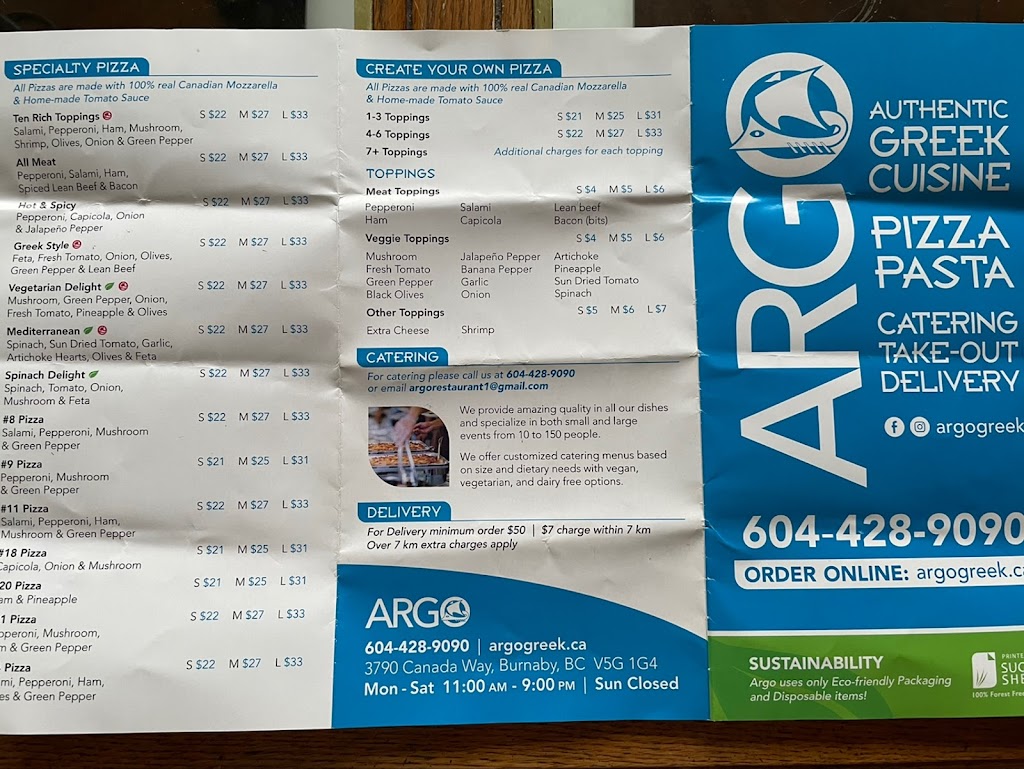 SPECIALTY PIZZA
All Pizzas are made with 100% real Canadian Mozzarella
& Home-made Tomato Sauce
Ten Rich Toppings S $22 M $27 L $33
Salami, Pepperoni, Ham, Mushroom,
Shrimp, Olives, Onion & Green Pepper
All Meat S $22 M $27 L $33
Pepperoni, Salami, Ham,
Spiced Lean Beef & Bacon
Hot & Spicy S $22 M $27 L $33
Pepperoni, Capicola, Onion
& Jalapeño Pepper
Greek Style S $22 M $27 L $33
Feta, Fresh Tomato, Onion, Olives,
Green Pepper & Lean Beef
Vegetarian Delight S $22 M $27 L $33
Mushroom, Green Pepper, Onion,
Fresh Tomato, Pineapple & Olives
Mediterranean S $22 M $27 L $33
Spinach, Sun Dried Tomato, Garlic,
Artichoke Hearts, Olives & Feta
Spinach Delight S $22 M $27 L $33
Spinach, Tomato, Onion,
Mushroom & Feta
#8 Pizza S $22 M $27 L $33
Salami, Pepperoni, Mushroom
& Green Pepper
#9 Pizza S $21 M $25 L $31
Pepperoni, Mushroom
& Green Pepper
#11 Pizza S $22 M $27 L $33
Salami, Pepperoni, Ham,
Mushroom & Green Pepper
#18 Pizza S $21 M $25 L $31
Capicola, Onion & Mushroom
20 Pizza S $21 M $25 L $31
am & Pineapple
1 Pizza S $22 M $27 L $33
pperoni, Mushroom,
& Green Pepper
Pizza S $22 M $27 L $33
mi, Pepperoni, Ham,
es & Green Pepper
CREATE YOUR OWN PIZZA
All Pizzas are made with 100% real Canadian Mozzarella
& Home-made Tomato Sauce
1-3 Toppings S $21 M $25 L $31
4-6 Toppings S $22 M $27 L $33
7+ Toppings Additional charges for each topping
TOPPINGS
Meat Toppings S $4 M $5 L $6
Pepperoni Salami Lean beef
Ham Capicola Bacon (bits)
Veggie Toppings S $4 M $5 L $6
Mushroom Jalapeño Pepper Artichoke
Fresh Tomato Banana Pepper Pineapple
Green Pepper Garlic Sun Dried Tomato
Black Olives Onion Spinach
Other Toppings S $5 M $6 L $7
Extra Cheese Shrimp
CATERING
For catering please call us at 604-428-9090
or email argorestaurant1@gmail.com
We provide amazing quality in all our dishes
and specialize in both small and large
events from 10 to 150 people.
We offer customized catering menus based
on size and dietary needs with vegan,
vegetarian, and dairy free options.
DELIVERY
For Delivery minimum order $50 | $7 charge within 7 km
Over 7 km extra charges apply
ARGO
604-428-9090 | argogreek.ca
3790 Canada Way, Burnaby, BC V5G 1G4
Mon - Sat 11:00 AM - 9:00 PM | Sun Closed
ARGO
AUTHENTIC
GREEK
CUISINE
PIZZA
PASTA
CATERING
TAKE-OUT
DELIVERY
argogreek
604-428-9090
ORDER ONLINE: argogreek.ca
SUSTAINABILITY
Argo uses only Eco-friendly Packaging
and Disposable items!
PRINTE
SUG
SHE
100% Forest Free